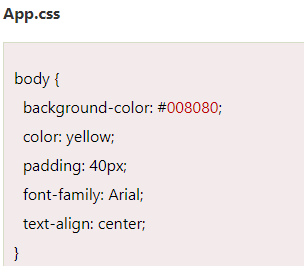 App.css
body {
background-color: #008080;
color: yellow;
padding: 40px;
font-family: Arial;
text-align: center;
}